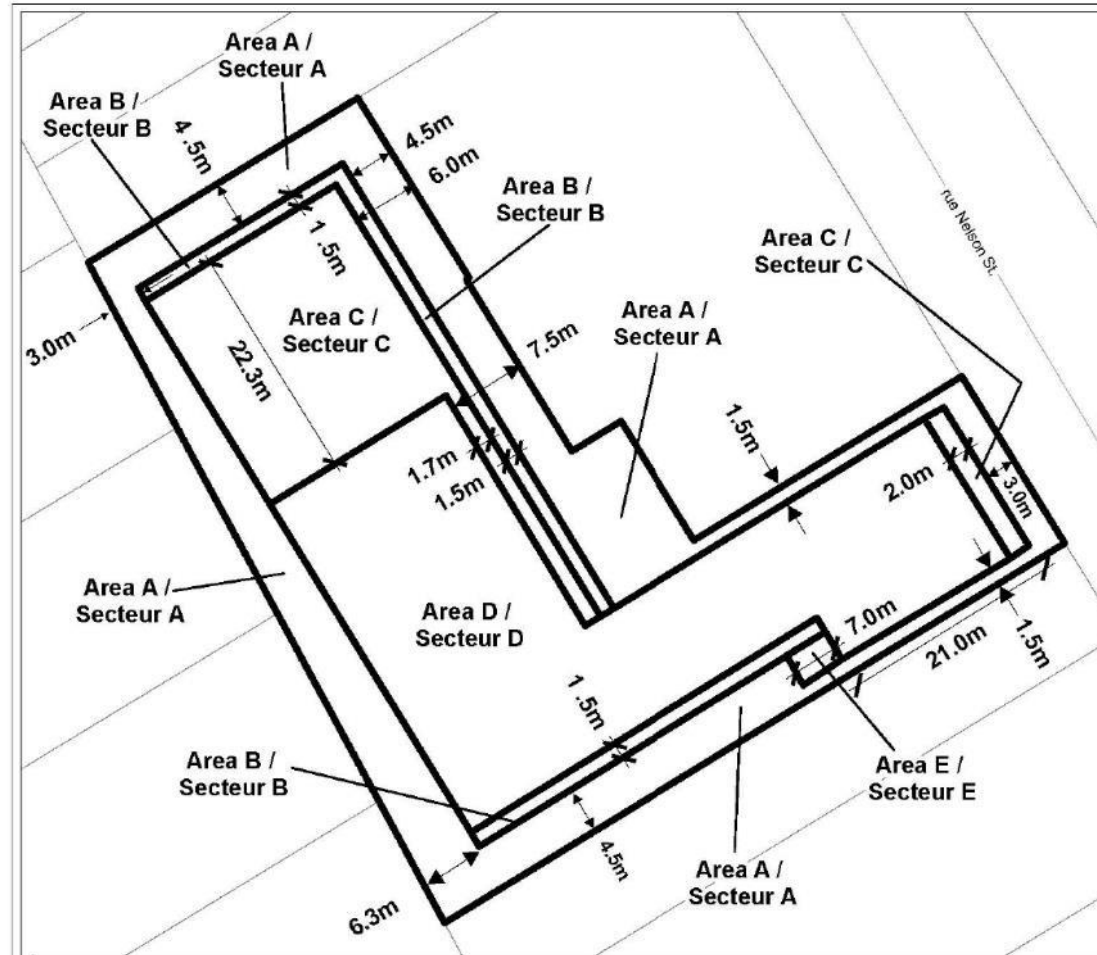 Area A /
Secteur A
Area B /
Secteur B
4.5m
4.5m
6.0m
Area B /
Secteur B
rue Nelson St.
Area C /
Secteur C
1.5m
Area C /
Secteur C
Area A /
Secteur A
3.0m
22.3m
7.5m
1.5m
1.7m
1.5m
2.0m
3.0m
Area A /
Secteur A
Area D /
Secteur D
7.0m
21.0m
1.5m
1.5m
Area B /
Secteur B
Area E /
Secteur E
4.5m
Area A /
Secteur A
6.3m